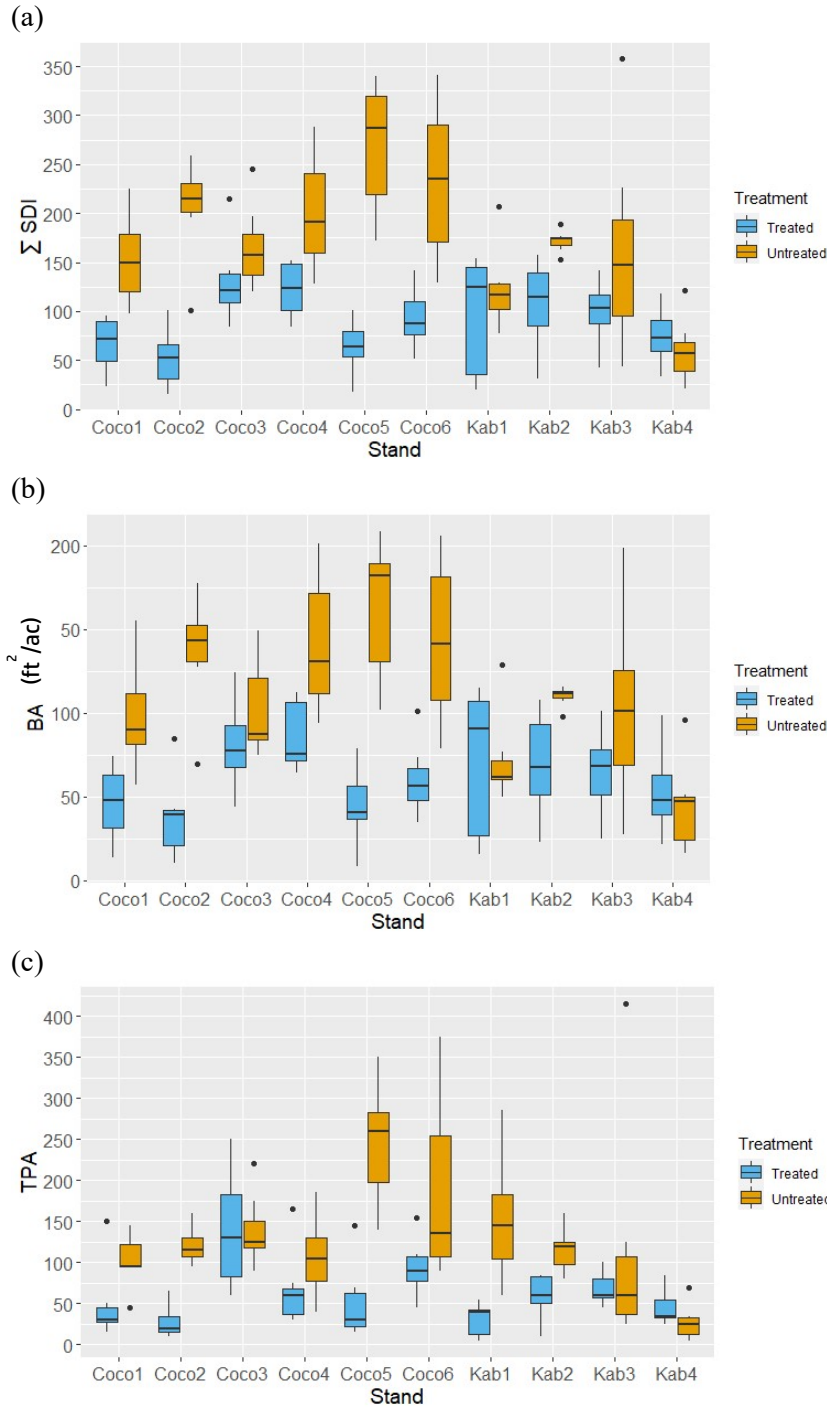 (a)
350
300
250
200
150
100
50
0
Σ SDI
Coco1 Coco2 Coco3 Coco4 Coco5 Coco6 Kab1 Kab2 Kab3 Kab4
Stand
Treatment
Treated
Untreated
(b)
200
50
100
50
0
BA (ft²/ac)
Coco1 Coco2 Coco3 Coco4 Coco5 Coco6 Kab1 Kab2 Kab3 Kab4
Stand
Treatment
Treated
Untreated
(c)
400
350
300
250
200
150
100
50
0
TPA
Coco1 Coco2 Coco3 Coco4 Coco5 Coco6 Kab1 Kab2 Kab3 Kab4
Stand
Treatment
Treated
Untreated